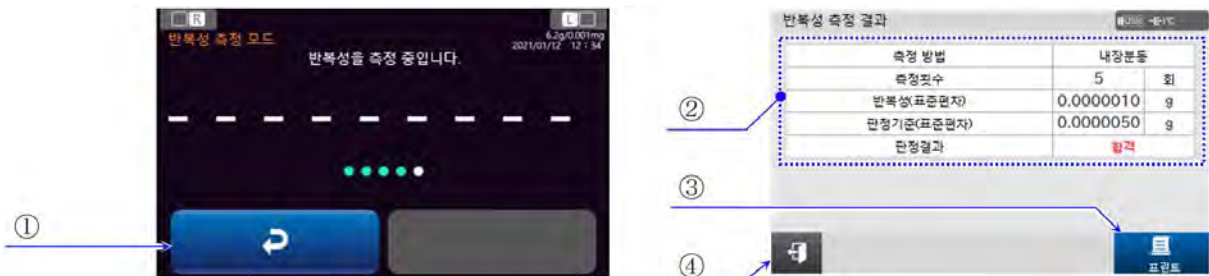 R
L
반복성 측정 모드
6.2g/0.001mg
2021/01/12 12:34
반복성을 측정 중입니다.
①
반복성 측정 결과
측정 방법 내장분동
측정횟수 5 회
반복성(표준편차) 0.0000010 g
판정기준(표준편차) 0.0000050 g
판정결과 합격
②
③
④
프린트